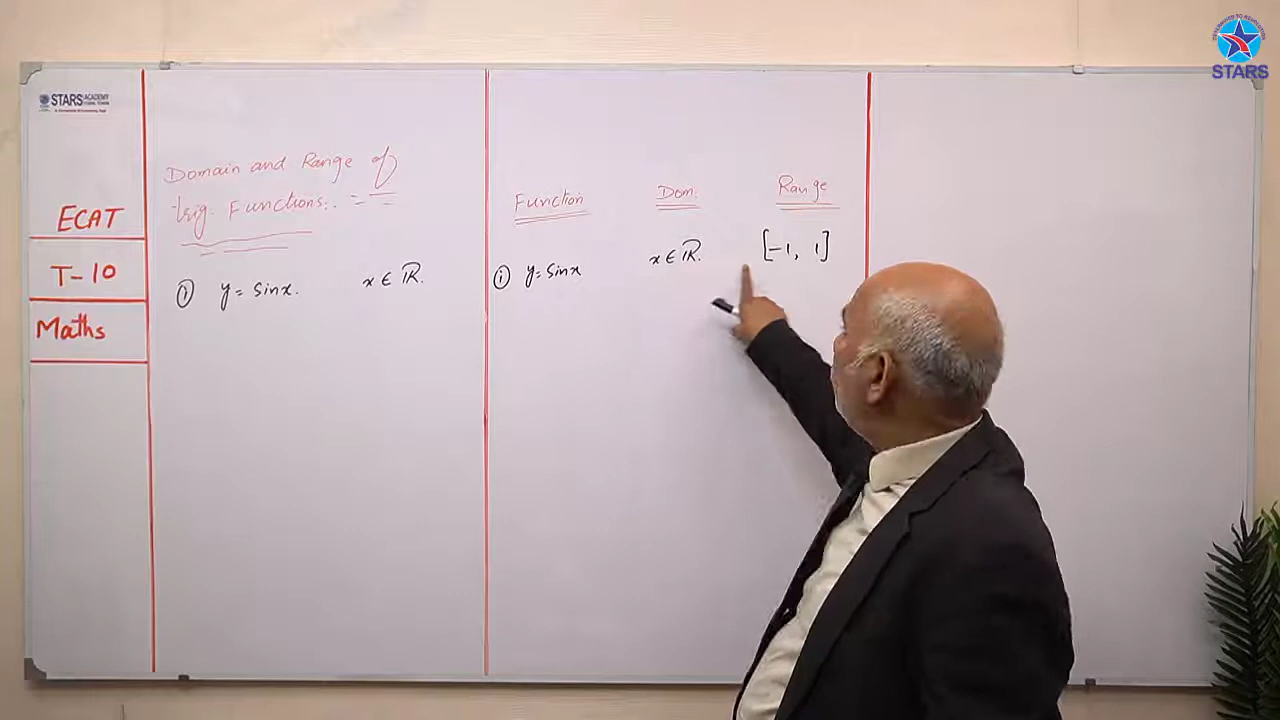 STARS
STARS ACADEMY
ECAT
T-10
Maths
Domain and Range of
trig. Functions:. =
① y = Sinx. x ∈ ℝ.
Function Dom. Range
① y = Sinx x ∈ ℝ. [-1, 1]